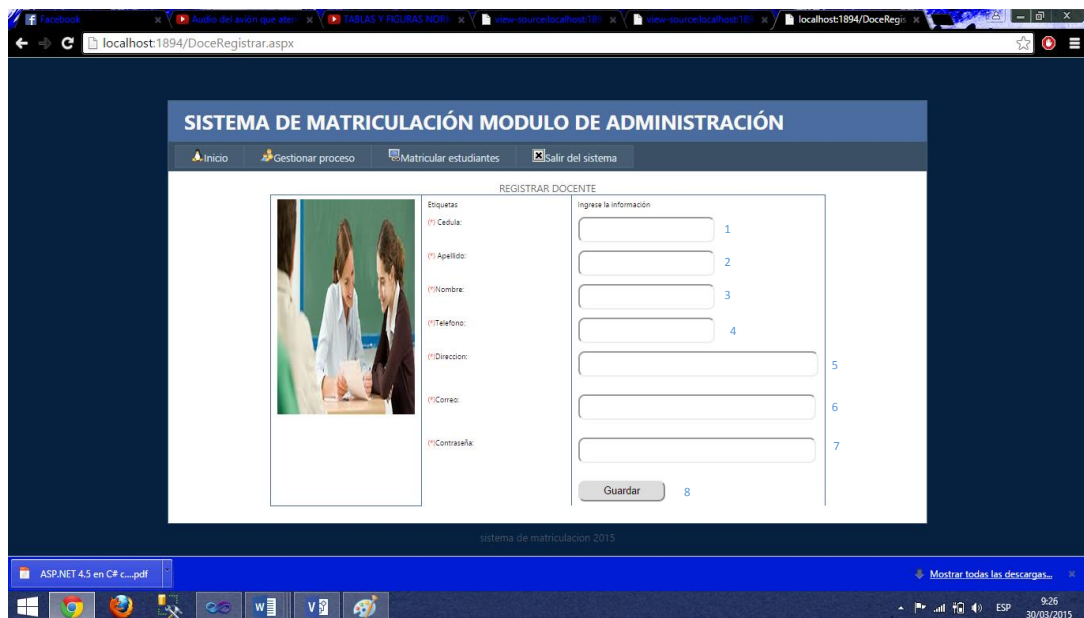 Facebook
Audio del avión que ater
TABLAS Y FIGURAS NOR
view-source:localhost:18
view-source:localhost:18
localhost:1894/DoceRegis
localhost:1894/DoceRegistrar.aspx
SISTEMA DE MATRICULACIÓN MODULO DE ADMINISTRACIÓN
Inicio Gestionar proceso Matricular estudiantes Salir del sistema
REGISTRAR DOCENTE
Etiquetas Ingrese la información
(*) Cedula: 1
(*) Apellido: 2
(*)Nombre: 3
(*)Telefono: 4
(*)Direccion: 5
(*)Correo: 6
(*)Contraseña: 7
Guardar 8
sistema de matriculacion 2015
ASP.NET 4.5 en C# c....pdf Mostrar todas las descargas...
ESP 9:26
30/03/2015